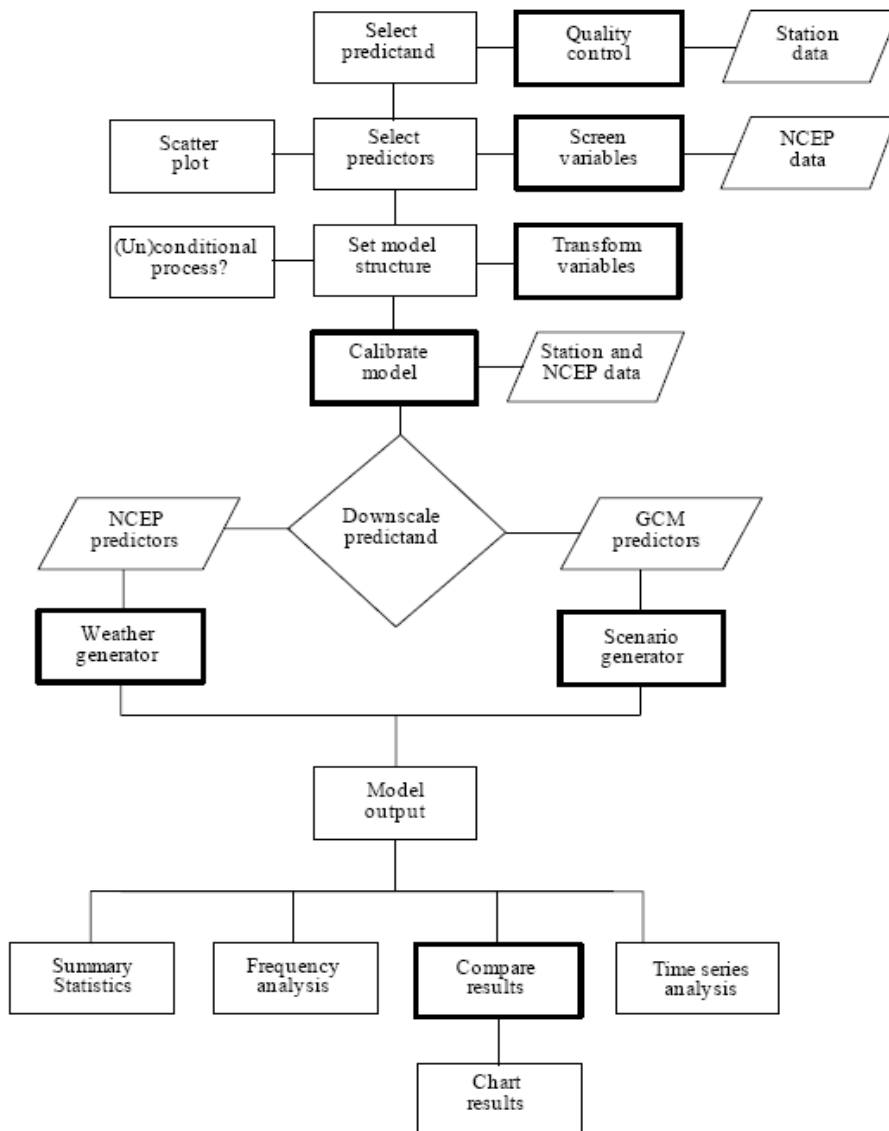 Select
predictand
Quality
control
Station
data
Scatter
plot
Select
predictors
Screen
variables
NCEP
data
(Un)conditional
process?
Set model
structure
Transform
variables
Calibrate
model
Station and
NCEP data
NCEP
predictors
Downscale
predictand
GCM
predictors
Weather
generator
Scenario
generator
Model
output
Summary
Statistics
Frequency
analysis
Compare
results
Time series
analysis
Chart
results